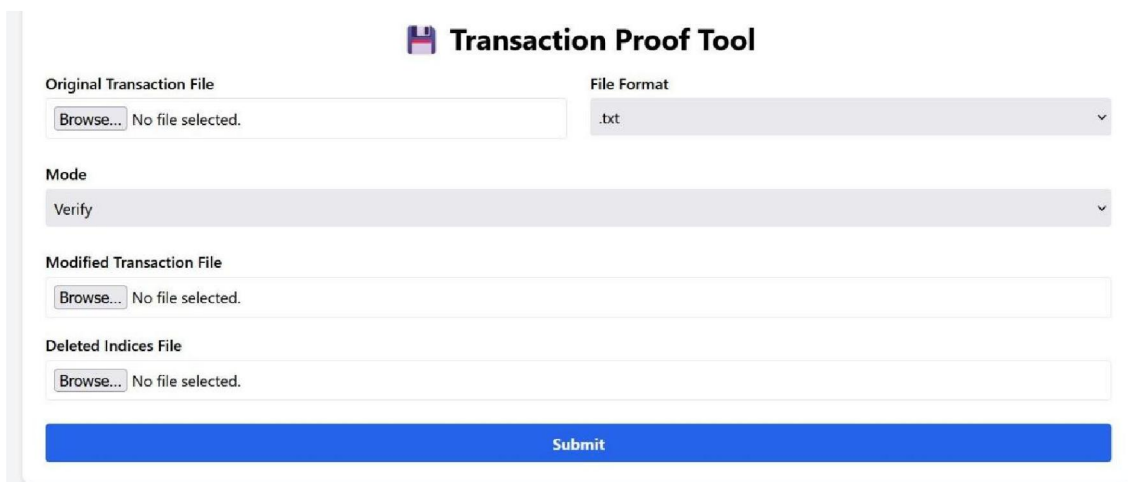 💾 Transaction Proof Tool
Original Transaction File
File Format
Browse... No file selected.
.txt
Mode
Verify
Modified Transaction File
Browse... No file selected.
Deleted Indices File
Browse... No file selected.
Submit